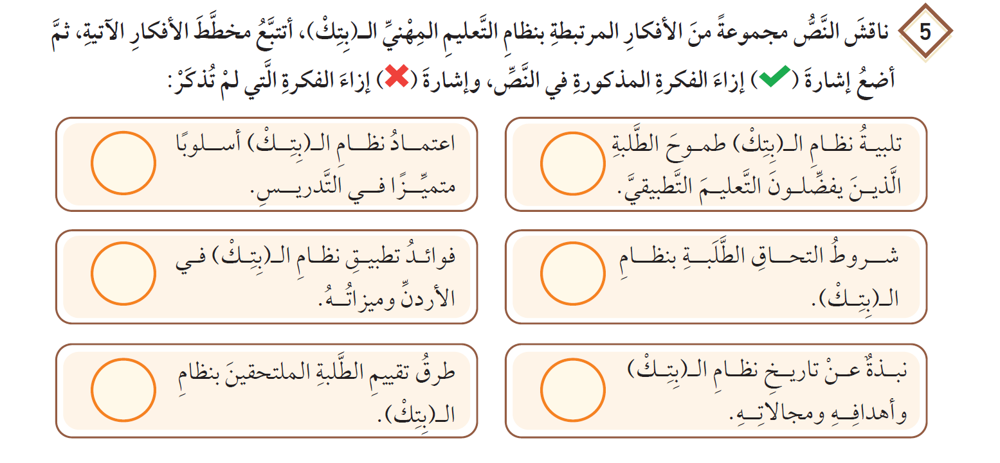 5
ناقشَ النَّصُّ مجموعةً منَ الأفكارِ المرتبطةِ بنظامِ التَّعليمِ المِهْنيِّ الـ(بِتِكْ)، أتتبَّعُ مخطَّطَ الأفكارِ الآتيةِ، ثمَّ
أضعُ إشارةَ (✔) إزاءَ الفكرةِ المذكورةِ في النَّصِّ، وإشارةَ (✖) إزاءَ الفكرةِ الَّتي لمْ تُذكَرْ:
تلبيةُ نظامِ الـ(بِتِكْ) طموحَ الطَّلبةِ
الَّذينَ يفضِّلونَ التَّعليمَ التَّطبيقيَّ.
اعتمادُ نظامِ الـ(بِتِكْ) أسلوبًا
متميِّزًا في التَّدريسِ.
شروطُ التحاقِ الطَّلَبةِ بنظامِ
الـ(بِتِكْ).
فوائدُ تطبيقِ نظامِ الـ(بِتِكْ) في
الأردنِّ وميزاتُهُ.
نبذةٌ عنْ تاريخِ نظامِ الـ(بِتِكْ)
وأهدافِهِ ومجالاتِهِ.
طرقُ تقييمِ الطَّلبةِ الملتحقينَ بنظامِ
الـ(بِتِكْ).